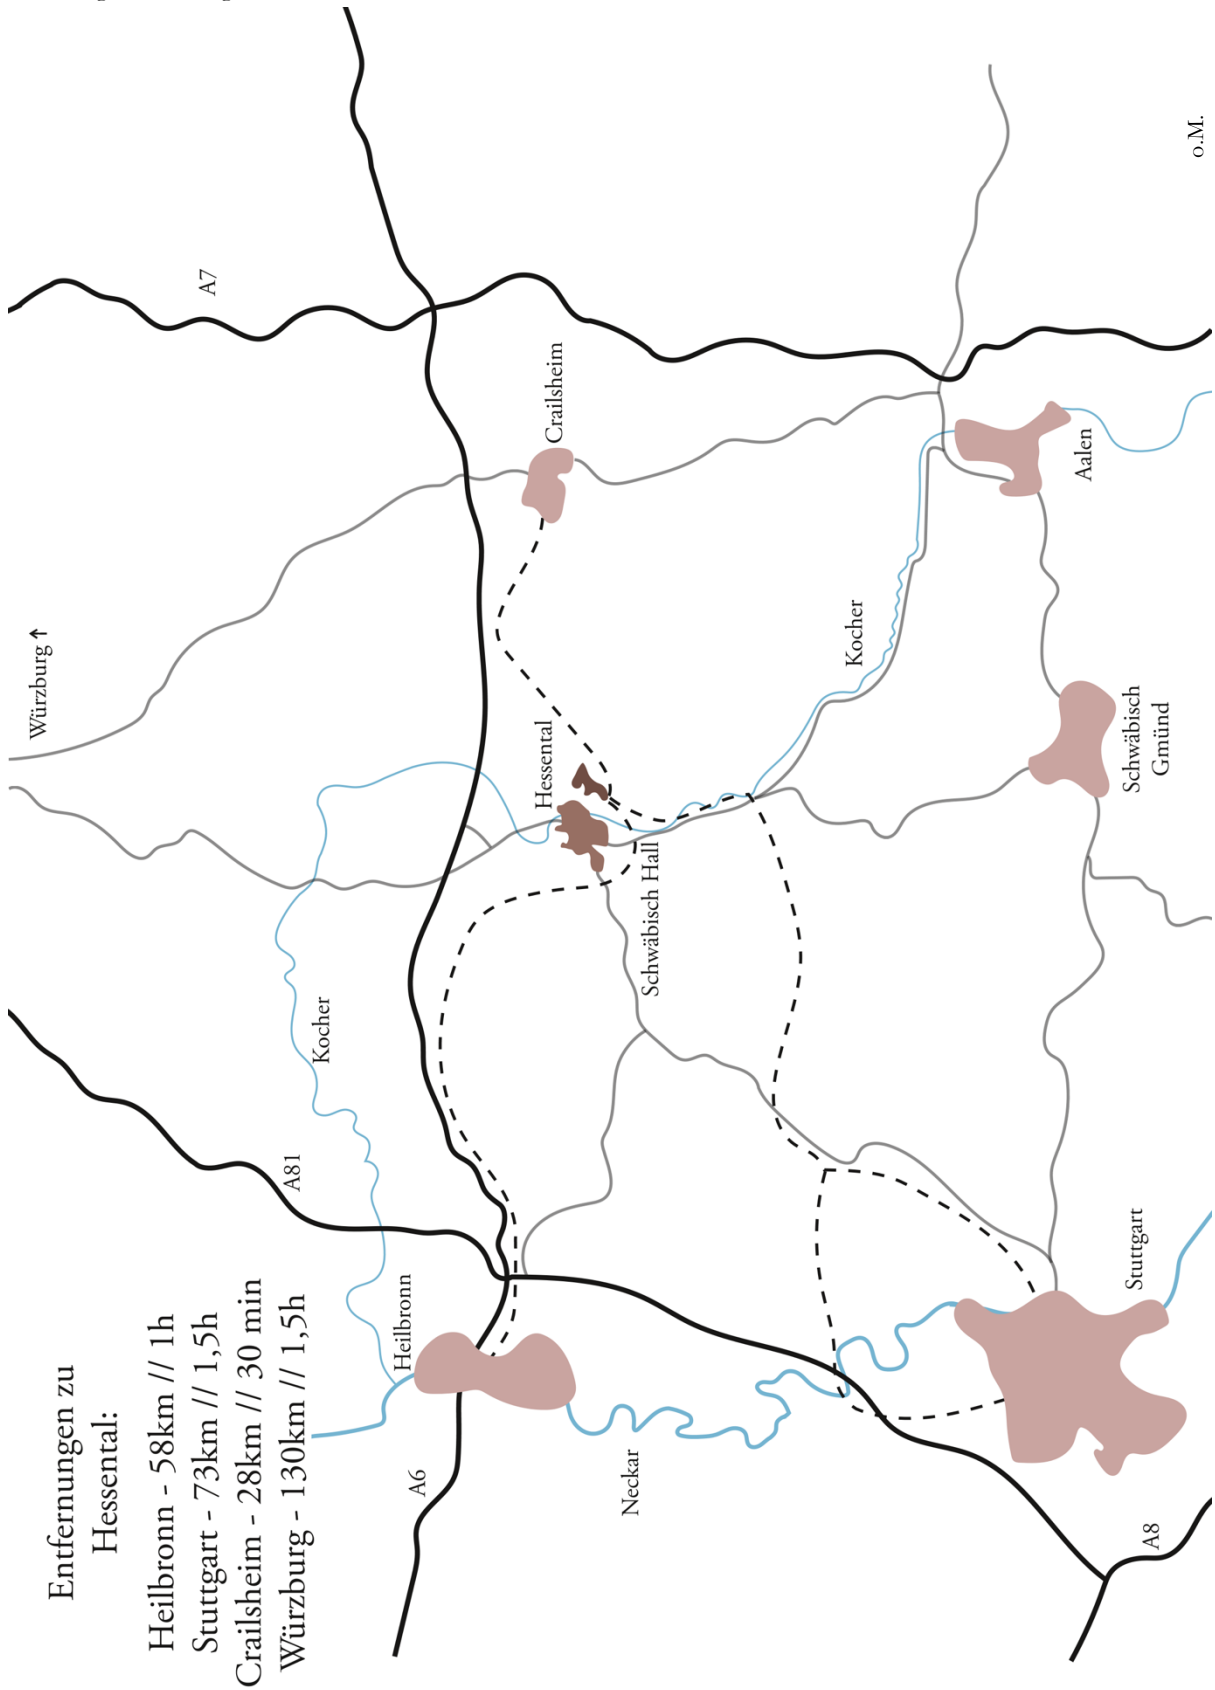 Entfernungen zu
Hessental:
Heilbronn - 58km // 1h
Stuttgart - 73km // 1,5h
Crailsheim - 28km // 30 min
Würzburg - 130km // 1,5h
Würzburg →
A7
A81
Kocher
Heilbronn
A6
Crailsheim
Hessental
Schwäbisch Hall
Neckar
Kocher
Aalen
Schwäbisch
Gmünd
Stuttgart
A8
o.M.